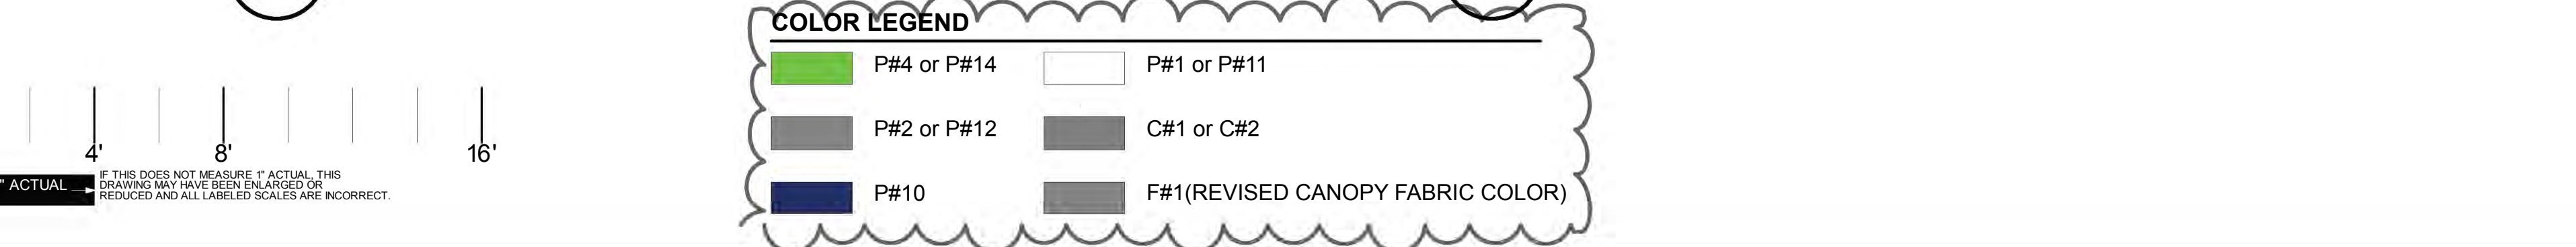 COLOR LEGEND
P#4 or P#14
P#1 or P#11
P#2 or P#12
C#1 or C#2
P#10
F#1(REVISED CANOPY FABRIC COLOR)
4'
8'
16'
" ACTUAL
IF THIS DOES NOT MEASURE 1" ACTUAL, THIS
DRAWING MAY HAVE BEEN ENLARGED OR
REDUCED AND ALL LABELED SCALES ARE INCORRECT.